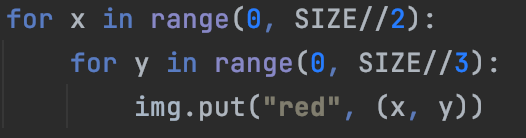 for x in range(0, SIZE//2):
    for y in range(0, SIZE//3):
        img.put("red", (x, y))